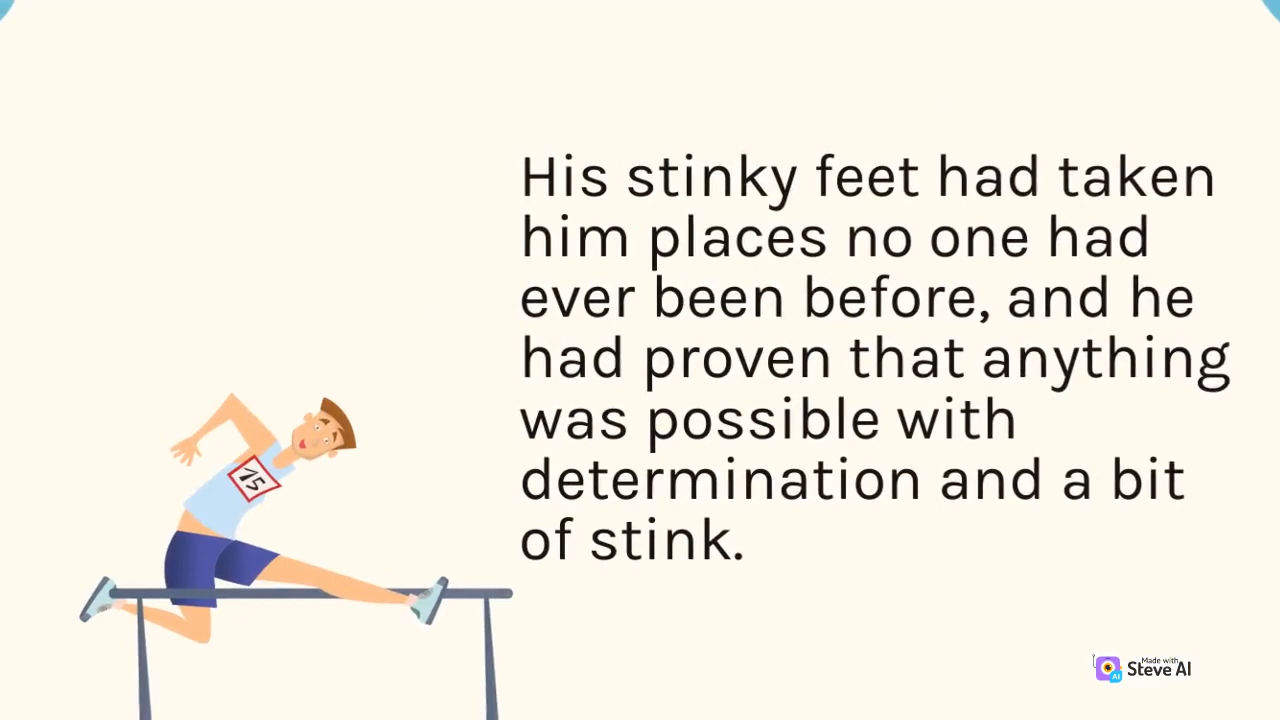 His stinky feet had taken
him places no one had
ever been before, and he
had proven that anything
was possible with
determination and a bit
of stink.
15
Made with
Steve AI
AI